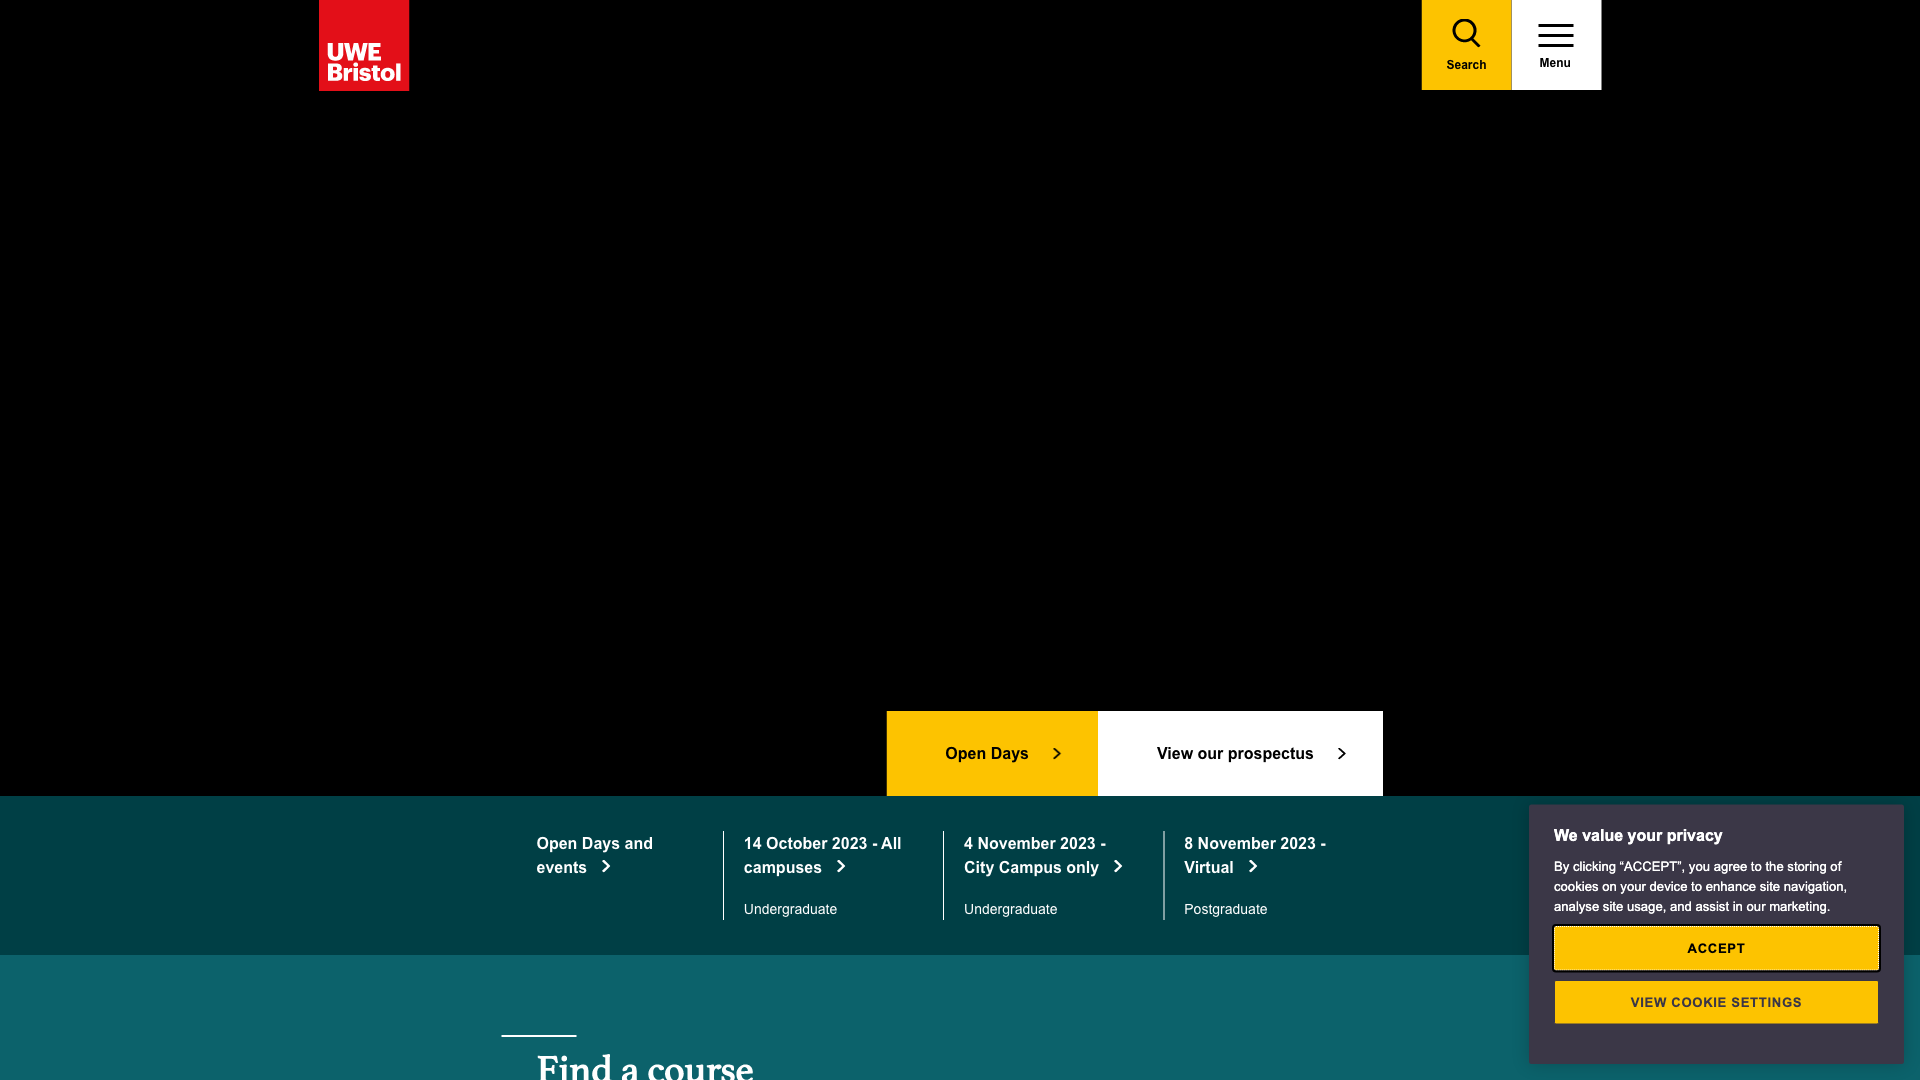 UWE
Bristol
Search
Menu
Open Days
View our prospectus
Open Days and
events
14 October 2023 - All
campuses
Undergraduate
4 November 2023 -
City Campus only
Undergraduate
8 November 2023 -
Virtual
Postgraduate
We value your privacy
By clicking “ACCEPT”, you agree to the storing of
cookies on your device to enhance site navigation,
analyse site usage, and assist in our marketing.
ACCEPT
VIEW COOKIE SETTINGS
Find a course